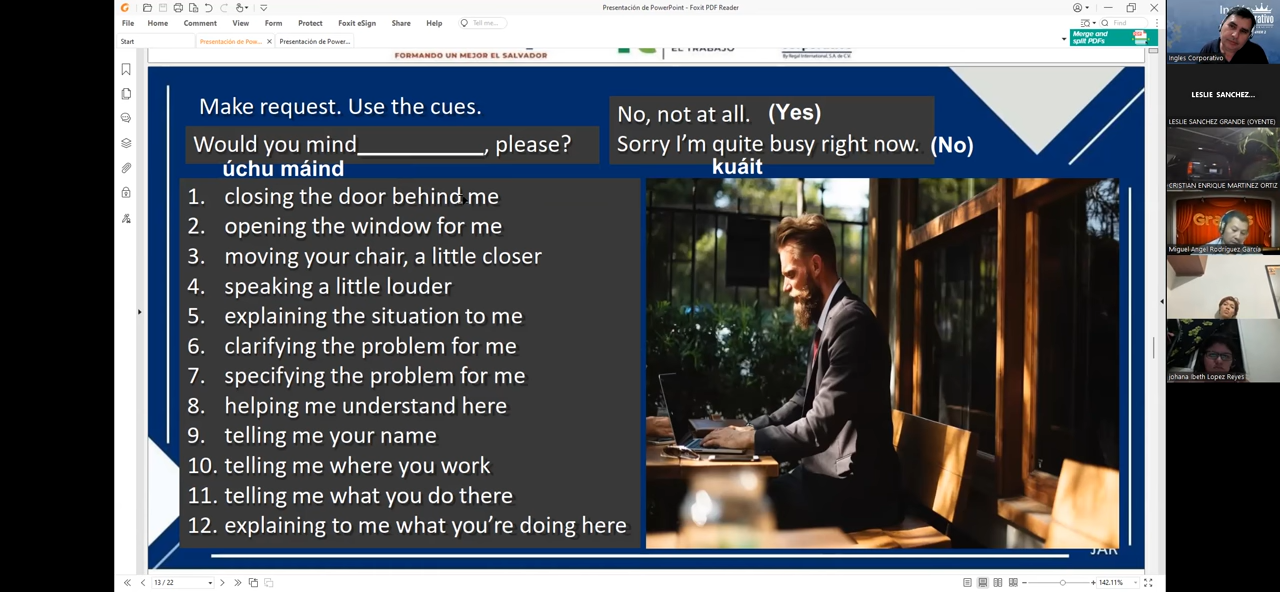 Presentación de PowerPoint - Foxit PDF Reader
File Home Comment View Form Protect Foxit eSign Share Help Tell me... Find
Start Presentación de Pow... Presentación de Power...
Merge and
split PDFs
FORMANDO UN MEJOR EL SALVADOR
EL TRABAJO
By Regal International, S.A. de C.V.
Make request. Use the cues.
Would you mind___________, please?
úchu máind
No, not at all. (Yes)
Sorry I'm quite busy right now. (No)
kuáit
1. closing the door behind me
2. opening the window for me
3. moving your chair, a little closer
4. speaking a little louder
5. explaining the situation to me
6. clarifying the problem for me
7. specifying the problem for me
8. helping me understand here
9. telling me your name
10. telling me where you work
11. telling me what you do there
12. explaining to me what you're doing here
JAR
13 / 22
142.11%
Ingles Corporativo
LESLIE SANCHEZ...
LESLIE SANCHEZ GRANDE (OYENTE)
CRISTIAN ENRIQUE MARTINEZ ORTIZ
Miguel Angel Rodriguez Garcia
johana lbeth Lopez Reyes